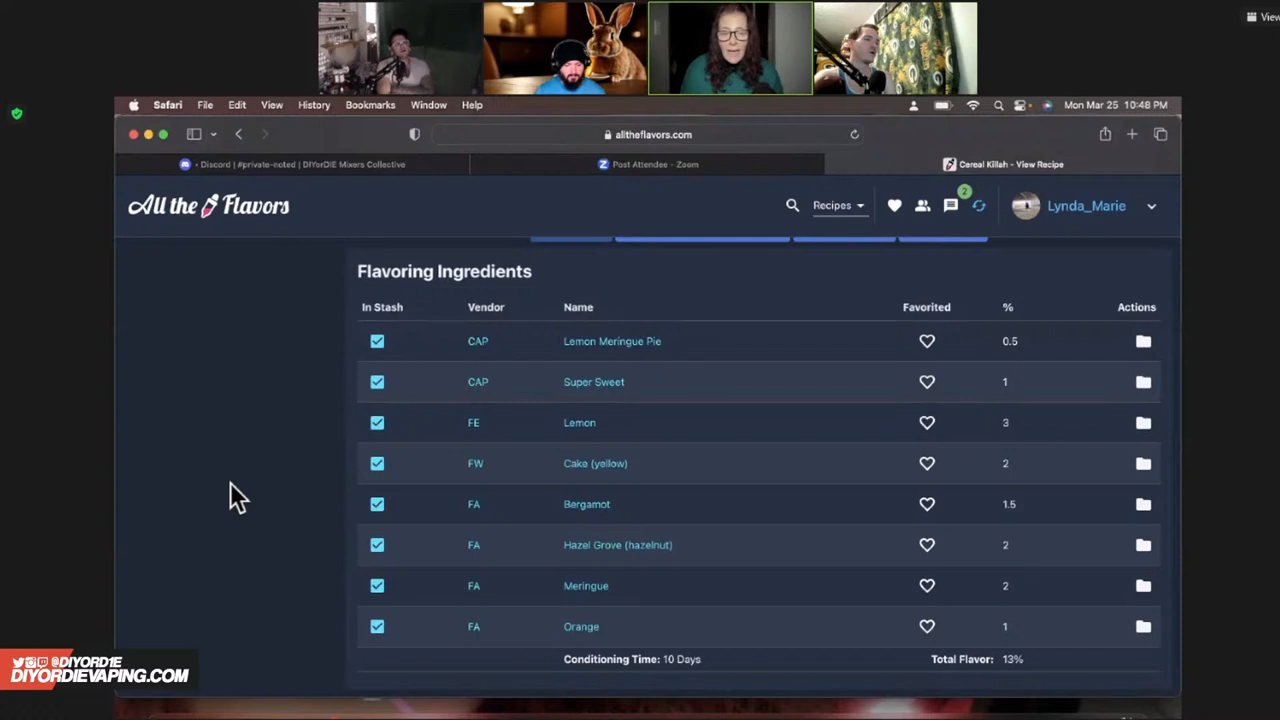 View
Safari File Edit View History Bookmarks Window Help Mon Mar 25 10:48 PM
alltheflavors.com
• Discord | #private-noted | DIYorDIE Mixers Collective Post Attendee - Zoom Cereal Killah - View Recipe
All the Flavors Recipes 2 Lynda_Marie
Flavoring Ingredients
In Stash Vendor Name Favorited % Actions
CAP Lemon Meringue Pie 0.5
CAP Super Sweet 1
FE Lemon 3
FW Cake (yellow) 2
FA Bergamot 1.5
FA Hazel Grove (hazelnut) 2
FA Meringue 2
FA Orange 1
Conditioning Time: 10 Days Total Flavor: 13%
@DIYORD1E
DIYORDIEVAPING.COM